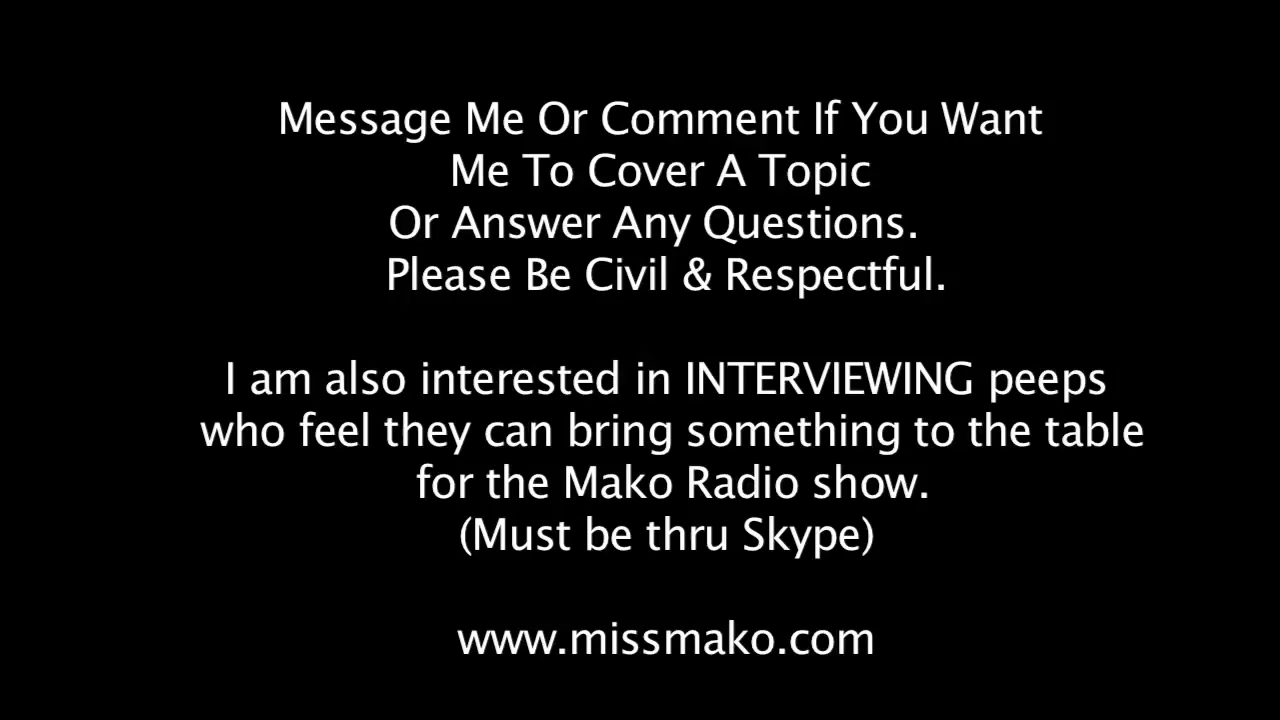 Message Me Or Comment If You Want
Me To Cover A Topic
Or Answer Any Questions.
Please Be Civil & Respectful.
I am also interested in INTERVIEWING peeps
who feel they can bring something to the table
for the Mako Radio show.
(Must be thru Skype)
www.missmako.com